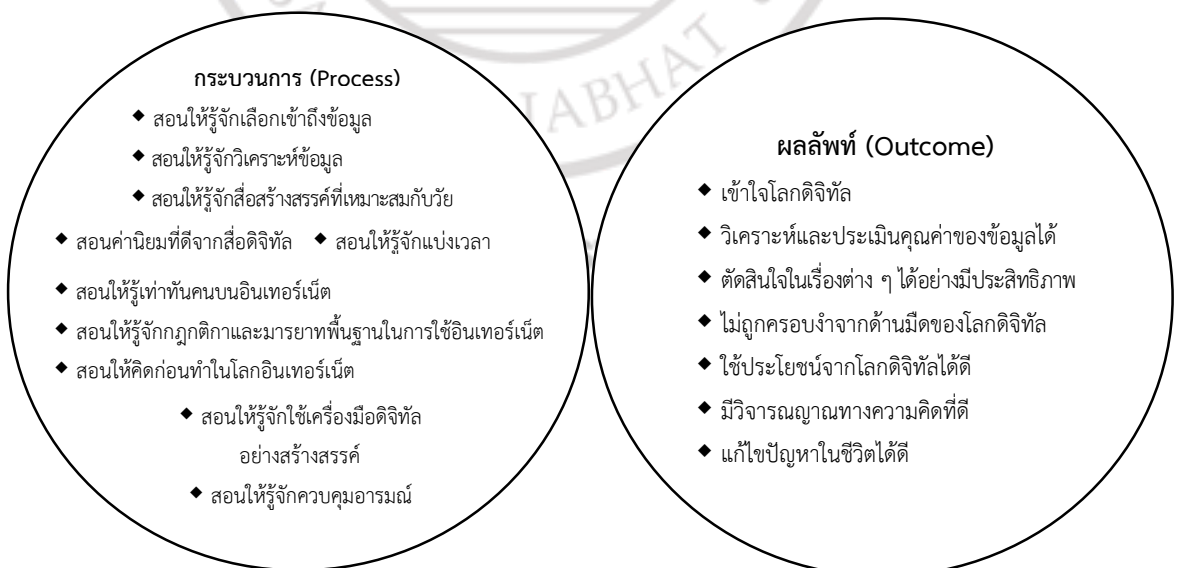 JABHAT
กระบวนการ (Process)
◆ สอนให้รู้จักเลือกเข้าถึงข้อมูล
◆ สอนให้รู้จักวิเคราะห์ข้อมูล
◆ สอนให้รู้จักสื่อสร้างสรรค์ที่เหมาะสมกับวัย
◆ สอนค่านิยมที่ดีจากสื่อดิจิทัล ◆ สอนให้รู้จักแบ่งเวลา
◆ สอนให้รู้เท่าทันคนบนอินเทอร์เน็ต
◆ สอนให้รู้จักกฎกติกาและมารยาทพื้นฐานในการใช้อินเทอร์เน็ต
◆ สอนให้คิดก่อนทำในโลกอินเทอร์เน็ต
◆ สอนให้รู้จักใช้เครื่องมือดิจิทัล
อย่างสร้างสรรค์
◆ สอนให้รู้จักควบคุมอารมณ์
ผลลัพท์ (Outcome)
◆ เข้าใจโลกดิจิทัล
◆ วิเคราะห์และประเมินคุณค่าของข้อมูลได้
◆ ตัดสินใจในเรื่องต่าง ๆ ได้อย่างมีประสิทธิภาพ
◆ ไม่ถูกครอบงำจากด้านมืดของโลกดิจิทัล
◆ ใช้ประโยชน์จากโลกดิจิทัลได้ดี
◆ มีวิจารณญาณทางความคิดที่ดี
◆ แก้ไขปัญหาในชีวิตได้ดี